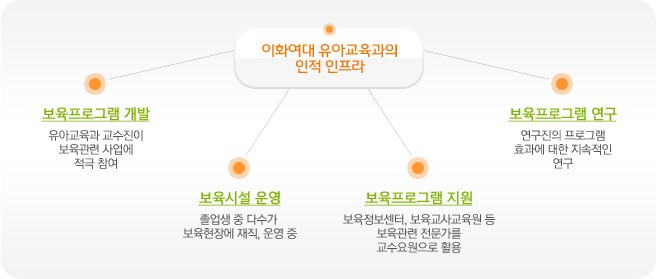 이화여대 유아교육과의
인적 인프라
보육프로그램 개발
유아교육과 교수진이
보육관련 사업에
적극 참여
보육시설 운영
졸업생 중 다수가
보육현장에 재직, 운영 중
보육프로그램 지원
보육정보센터, 보육교사교육원 등
보육관련 전문가를
교수요원으로 활용
보육프로그램 연구
연구진의 프로그램
효과에 대한 지속적인
연구